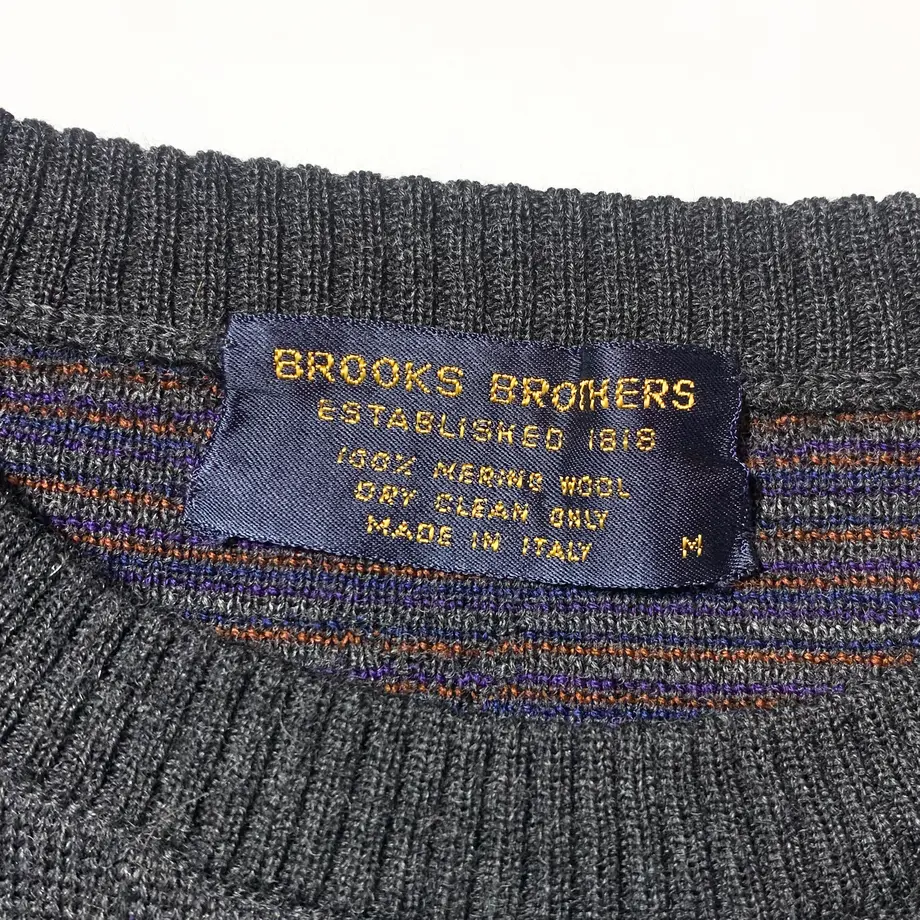 BROOKS BROTHERS
ESTABLISHED 1818
100% MERINO WOOL
DRY CLEAN ONLY
MADE IN ITALY M